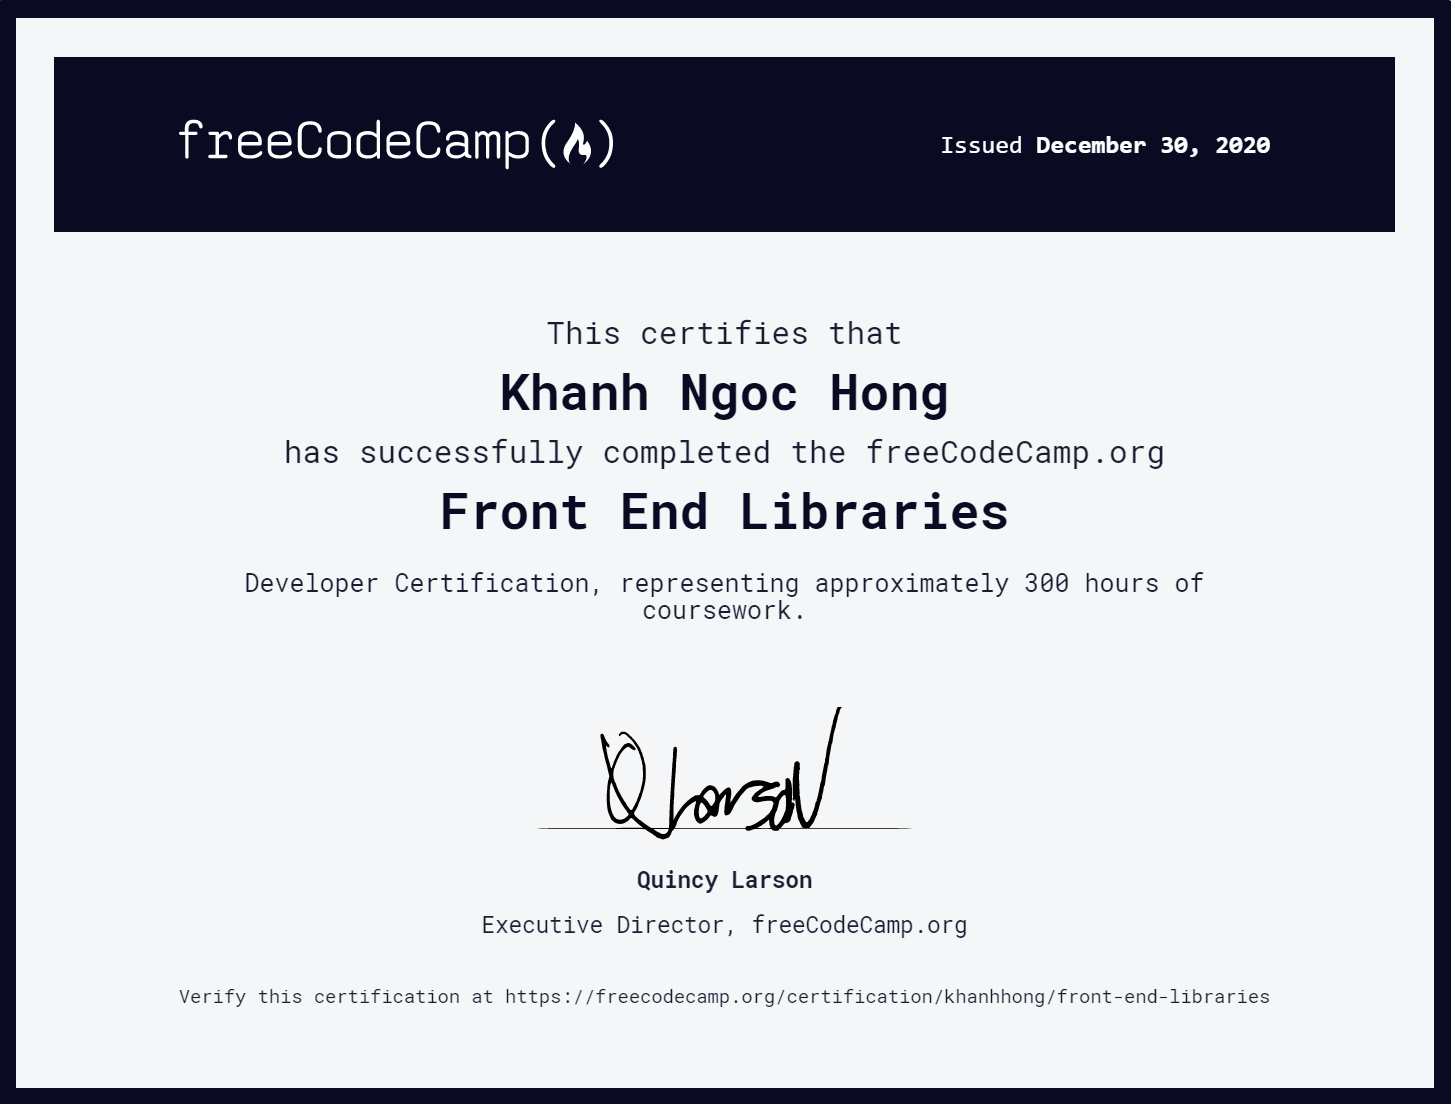 freeCodeCamp(🔥)
Issued December 30, 2020
This certifies that
Khanh Ngoc Hong
has successfully completed the freeCodeCamp.org
Front End Libraries
Developer Certification, representing approximately 300 hours of
coursework.
Q Larson
Quincy Larson
Executive Director, freeCodeCamp.org
Verify this certification at https://freecodecamp.org/certification/khanhhong/front-end-libraries